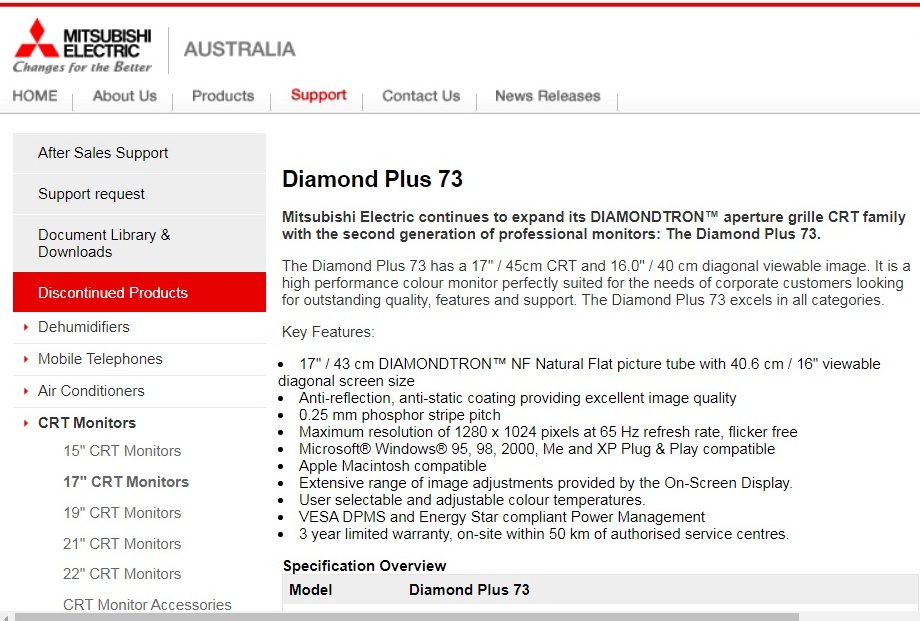 MITSUBISHI
ELECTRIC
Changes for the Better
AUSTRALIA
HOME
About Us
Products
Support
Contact Us
News Releases
After Sales Support
Support request
Document Library &
Downloads
Discontinued Products
Dehumidifiers
Mobile Telephones
Air Conditioners
CRT Monitors
15" CRT Monitors
17" CRT Monitors
19" CRT Monitors
21" CRT Monitors
22" CRT Monitors
CRT Monitor Accessories
Diamond Plus 73
Mitsubishi Electric continues to expand its DIAMONDTRON™ aperture grille CRT family
with the second generation of professional monitors: The Diamond Plus 73.
The Diamond Plus 73 has a 17" / 45cm CRT and 16.0" / 40 cm diagonal viewable image. It is a
high performance colour monitor perfectly suited for the needs of corporate customers looking
for outstanding quality, features and support. The Diamond Plus 73 excels in all categories.
Key Features:
• 17" / 43 cm DIAMONDTRON™ NF Natural Flat picture tube with 40.6 cm / 16" viewable
diagonal screen size
• Anti-reflection, anti-static coating providing excellent image quality
• 0.25 mm phosphor stripe pitch
• Maximum resolution of 1280 x 1024 pixels at 65 Hz refresh rate, flicker free
• Microsoft® Windows® 95, 98, 2000, Me and XP Plug & Play compatible
• Apple Macintosh compatible
• Extensive range of image adjustments provided by the On-Screen Display.
• User selectable and adjustable colour temperatures.
• VESA DPMS and Energy Star compliant Power Management
• 3 year limited warranty, on-site within 50 km of authorised service centres.
Specification Overview
Model Diamond Plus 73